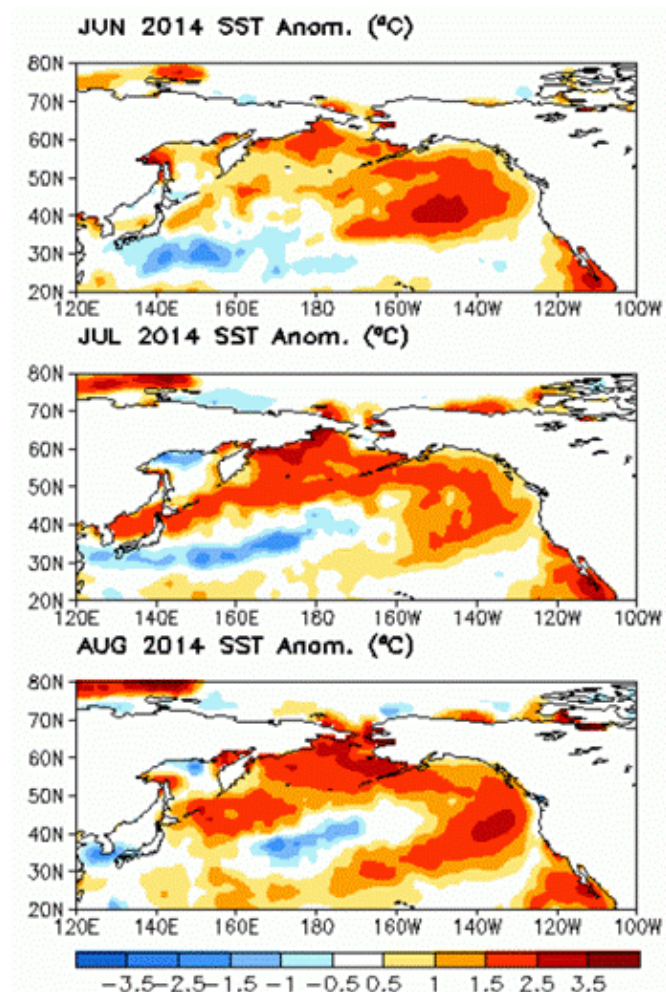 JUN 2014 SST Anom. (°C)
80N
70N
60N
50N
40N
30N
20N
120E 140E 160E 180 160W 140W 120W 100W
JUL 2014 SST Anom. (°C)
80N
70N
60N
50N
40N
30N
20N
120E 140E 160E 180 160W 140W 120W 100W
AUG 2014 SST Anom. (°C)
80N
70N
60N
50N
40N
30N
20N
120E 140E 160E 180 160W 140W 120W 100W
-3.5 -2.5 -1.5 -1 -0.5 0.5 1 1.5 2.5 3.5